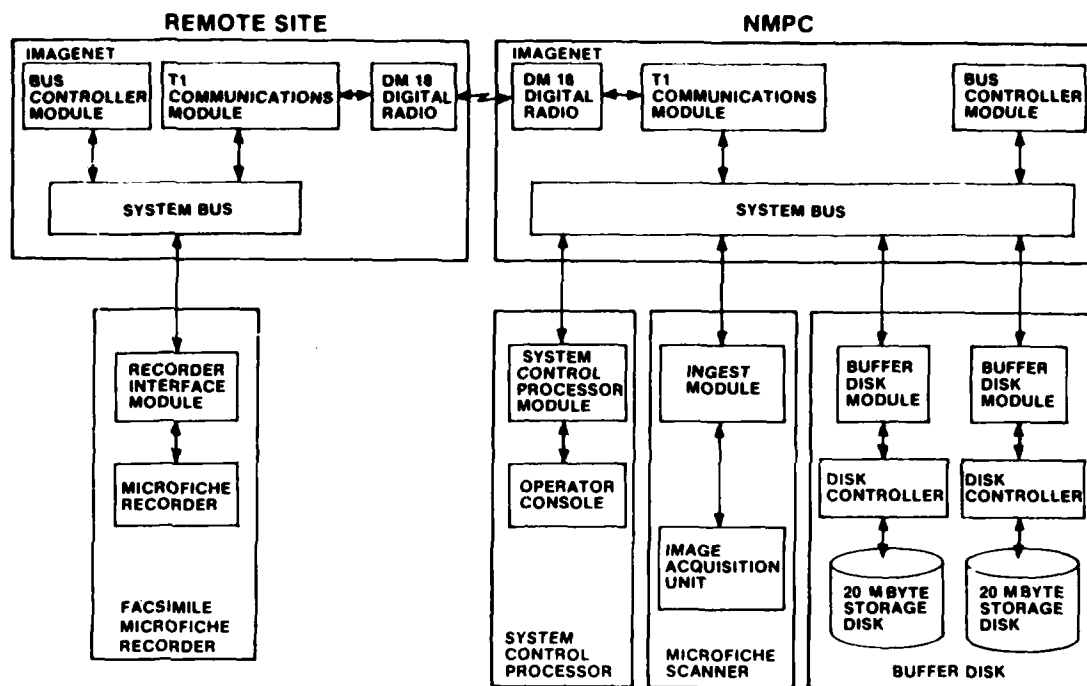 REMOTE SITE
IMAGENET
BUS
CONTROLLER
MODULE
T1
COMMUNICATIONS
MODULE
DM 18
DIGITAL
RADIO
SYSTEM BUS
RECORDER
INTERFACE
MODULE
MICROFICHE
RECORDER
FACSIMILE
MICROFICHE
RECORDER
NMPC
IMAGENET
DM 18
DIGITAL
RADIO
T1
COMMUNICATIONS
MODULE
BUS
CONTROLLER
MODULE
SYSTEM BUS
SYSTEM
CONTROL
PROCESSOR
MODULE
OPERATOR
CONSOLE
SYSTEM
CONTROL
PROCESSOR
INGEST
MODULE
IMAGE
ACQUISITION
UNIT
MICROFICHE
SCANNER
BUFFER
DISK
MODULE
BUFFER
DISK
MODULE
DISK
CONTROLLER
DISK
CONTROLLER
20 MBYTE
STORAGE
DISK
20 MBYTE
STORAGE
DISK
BUFFER DISK